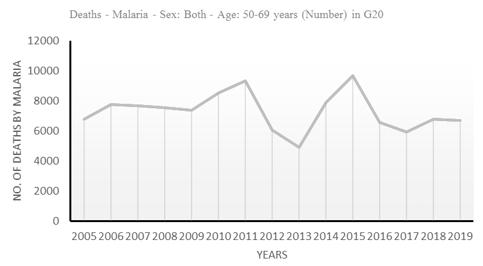 Deaths - Malaria - Sex: Both - Age: 50-69 years (Number) in G20
12000
10000
8000
6000
4000
2000
0
NO. OF DEATHS BY MALARIA
2005 2006 2007 2008 2009 2010 2011 2012 2013 2014 2015 2016 2017 2018 2019
YEARS